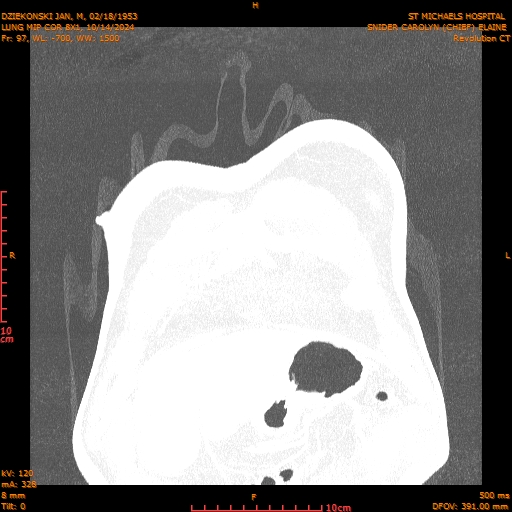 H
DZIEKONSKI JAN, M, 02/18/1953
ST MICHAELS HOSPITAL
LUNG MIP COR 8X1, 10/14/2024
SNIDER CAROLYN (CHIEF) ELAINE
Fr: 97, WL: -700, WW: 1500
Revolution CT
R
L
10
cm
kV: 120
mA: 328
8 mm
500 ms
Tilt: 0
F
DFOV: 391.00 mm
10cm